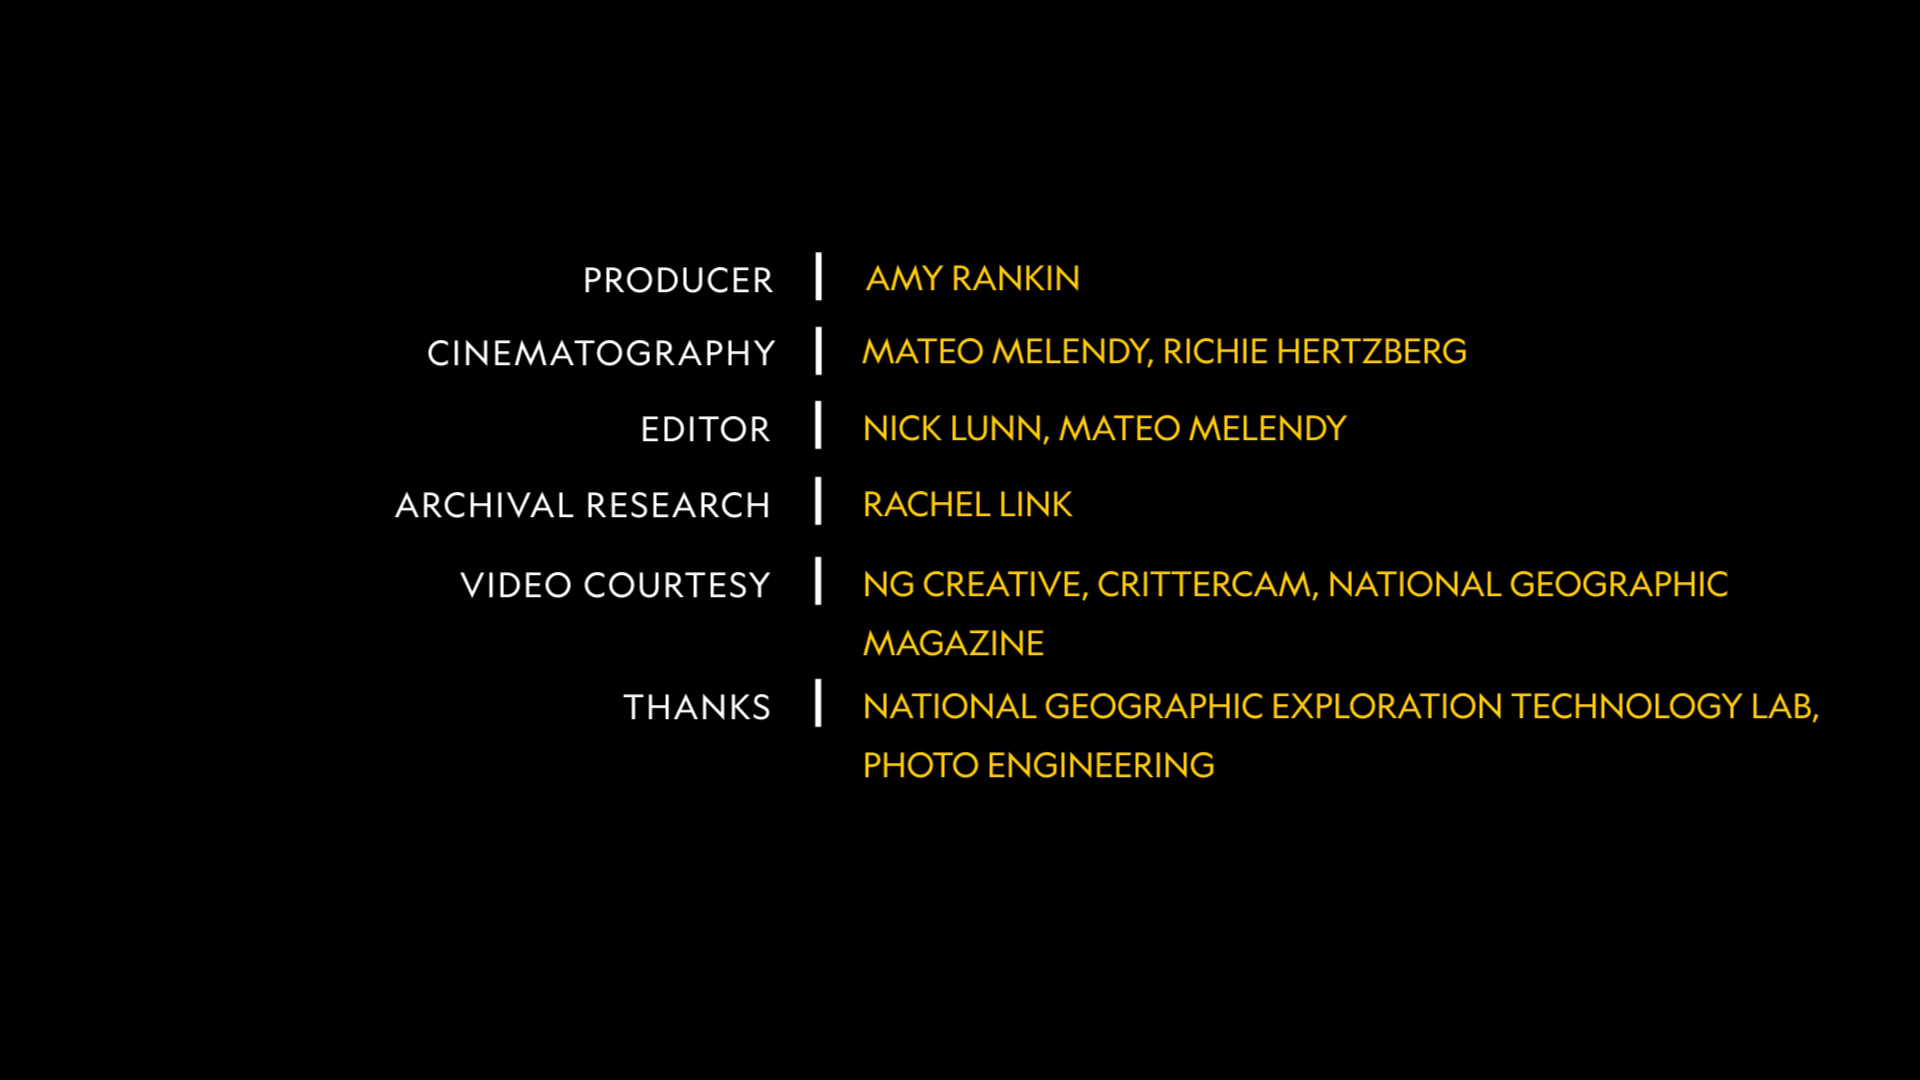 PRODUCER | AMY RANKIN
CINEMATOGRAPHY | MATEO MELENDY, RICHIE HERTZBERG
EDITOR | NICK LUNN, MATEO MELENDY
ARCHIVAL RESEARCH | RACHEL LINK
VIDEO COURTESY | NG CREATIVE, CRITTERCAM, NATIONAL GEOGRAPHIC
MAGAZINE
THANKS | NATIONAL GEOGRAPHIC EXPLORATION TECHNOLOGY LAB,
PHOTO ENGINEERING